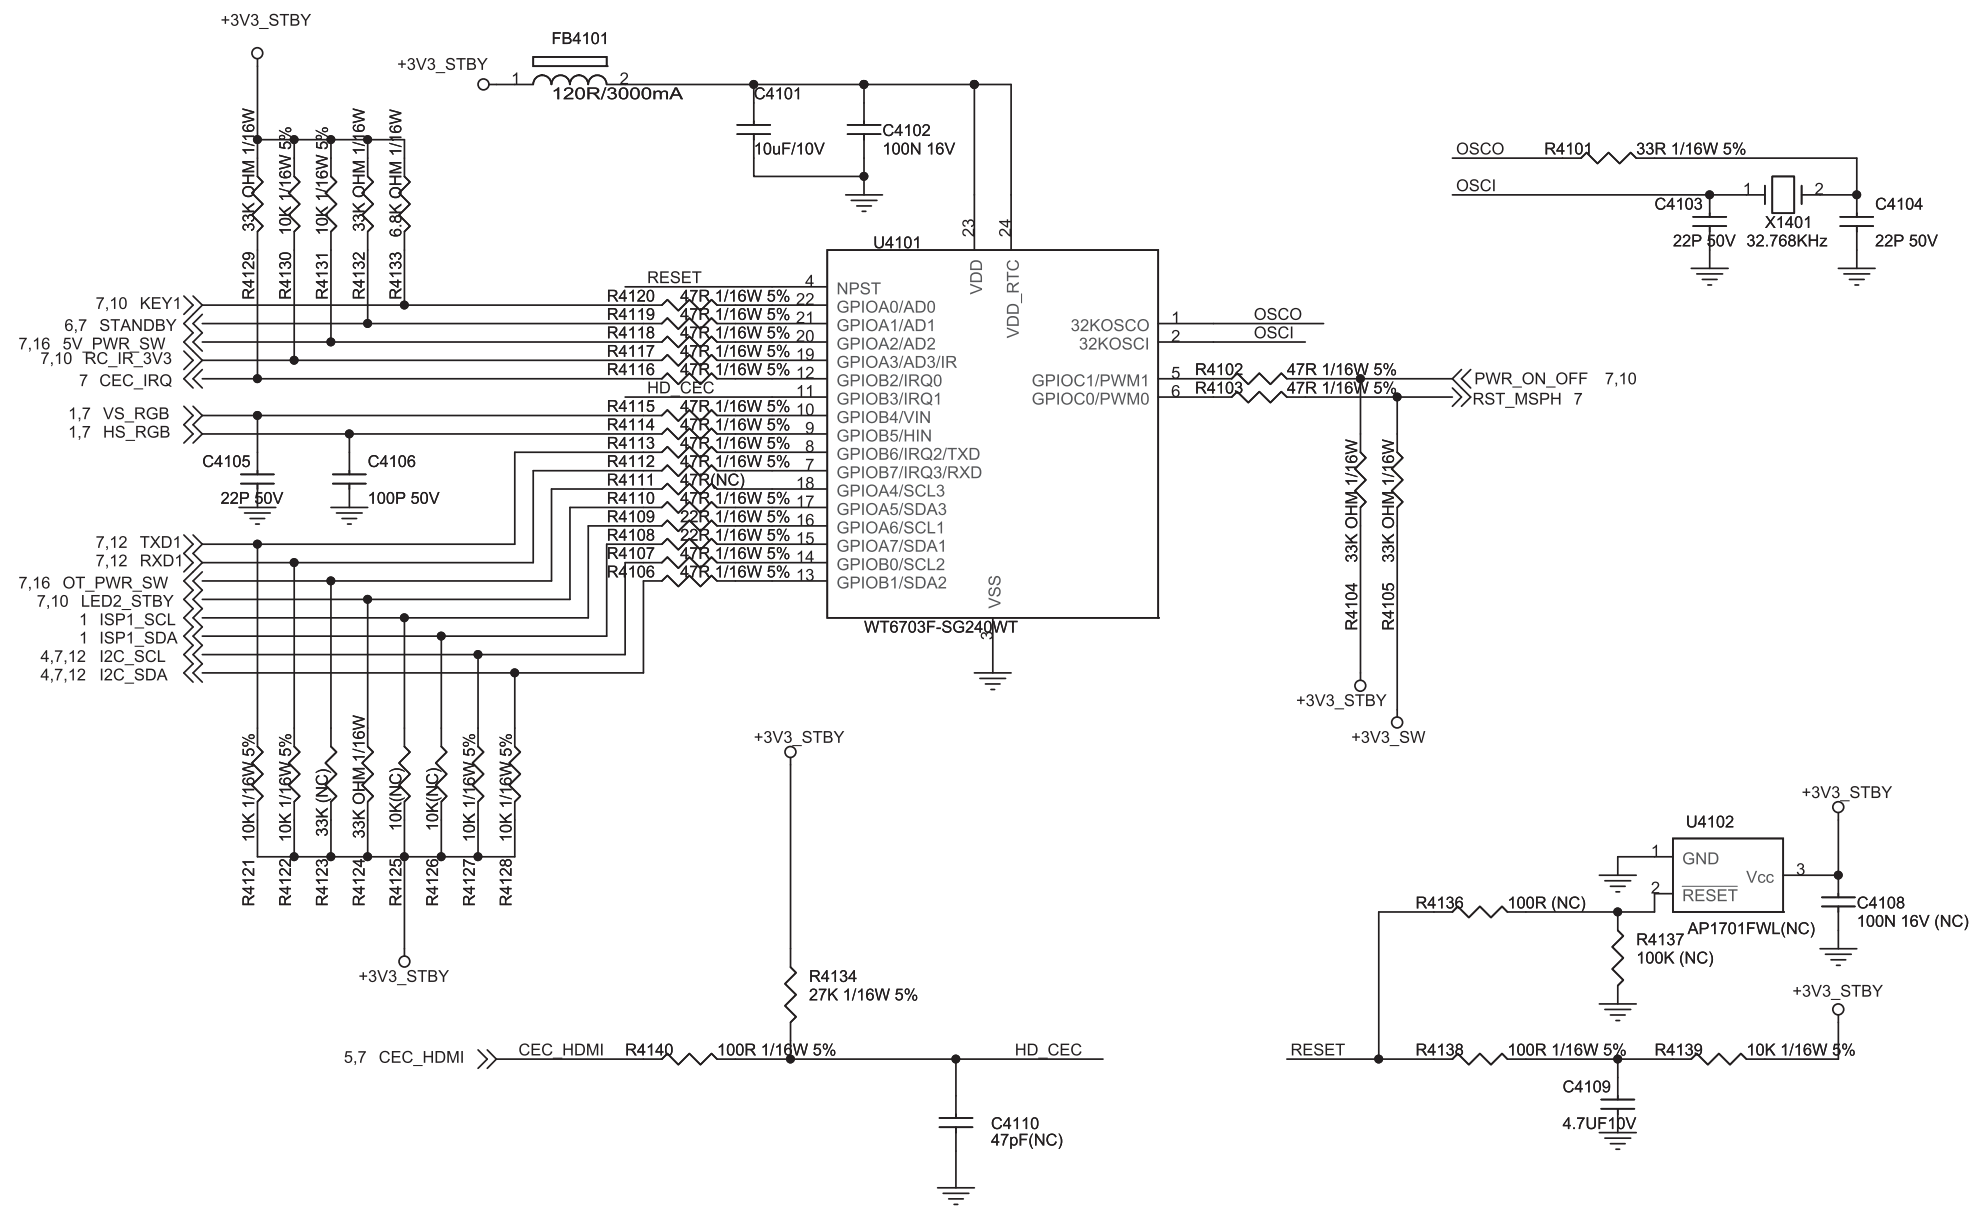 +3V3_STBY
FB4101
+3V3_STBY
1
2
120R/3000mA
C4101
10uF/10V
C4102
100N 16V
33K OHM 1/16W
10K 1/16W 5%
10K 1/16W 5%
33K OHM 1/16W
6.8K OHM 1/16W
R4129
R4130
R4131
R4132
R4133
OSCO
R4101
33R 1/16W 5%
OSCI
1
2
C4103
22P 50V
X1401
32.768KHz
C4104
22P 50V
23
24
U4101
VDD
VDD_RTC
RESET
4
NPST
7,10 KEY1
R4120
47R 1/16W 5%
22
GPIOA0/AD0
6,7 STANDBY
R4119
47R 1/16W 5%
21
GPIOA1/AD1
7,16 5V_PWR_SW
R4118
47R 1/16W 5%
20
GPIOA2/AD2
7,10 RC_IR_3V3
R4117
47R 1/16W 5%
19
GPIOA3/AD3/IR
7 CEC_IRQ
R4116
47R 1/16W 5%
12
GPIOB2/IRQ0
HD_CEC
11
GPIOB3/IRQ1
1,7 VS_RGB
R4115
47R 1/16W 5%
10
GPIOB4/VIN
1,7 HS_RGB
R4114
47R 1/16W 5%
9
GPIOB5/HIN
R4113
47R 1/16W 5%
8
GPIOB6/IRQ2/TXD
R4112
47R 1/16W 5%
7
GPIOB7/IRQ3/RXD
R4111
47R(NC)
18
GPIOA4/SCL3
R4110
47R 1/16W 5%
17
GPIOA5/SDA3
R4109
22R 1/16W 5%
16
GPIOA6/SCL1
R4108
22R 1/16W 5%
15
GPIOA7/SDA1
R4107
47R 1/16W 5%
14
GPIOB0/SCL2
R4106
47R 1/16W 5%
13
GPIOB1/SDA2
32KOSCO
1
OSCO
32KOSCI
2
OSCI
GPIOC1/PWM1
5
R4102
47R 1/16W 5%
PWR_ON_OFF 7,10
GPIOC0/PWM0
6
R4103
47R 1/16W 5%
RST_MSPH 7
VSS
3
WT6703F-SG240WT
C4105
22P 50V
C4106
100P 50V
7,12 TXD1
7,12 RXD1
7,16 OT_PWR_SW
7,10 LED2_STBY
1 ISP1_SCL
1 ISP1_SDA
4,7,12 I2C_SCL
4,7,12 I2C_SDA
33K OHM 1/16W
33K OHM 1/16W
R4104
R4105
+3V3_STBY
+3V3_SW
10K 1/16W 5%
10K 1/16W 5%
33K (NC)
33K OHM 1/16W
10K(NC)
10K(NC)
10K 1/16W 5%
10K 1/16W 5%
R4121
R4122
R4123
R4124
R4125
R4126
R4127
R4128
+3V3_STBY
+3V3_STBY
R4134
27K 1/16W 5%
5,7 CEC_HDMI
CEC_HDMI
R4140
100R 1/16W 5%
HD_CEC
C4110
47pF(NC)
+3V3_STBY
U4102
1
GND
Vcc
3
2
RESET
AP1701FWL(NC)
C4108
100N 16V (NC)
R4136
100R (NC)
R4137
100K (NC)
+3V3_STBY
RESET
R4138
100R 1/16W 5%
R4139
10K 1/16W 5%
C4109
4.7UF10V